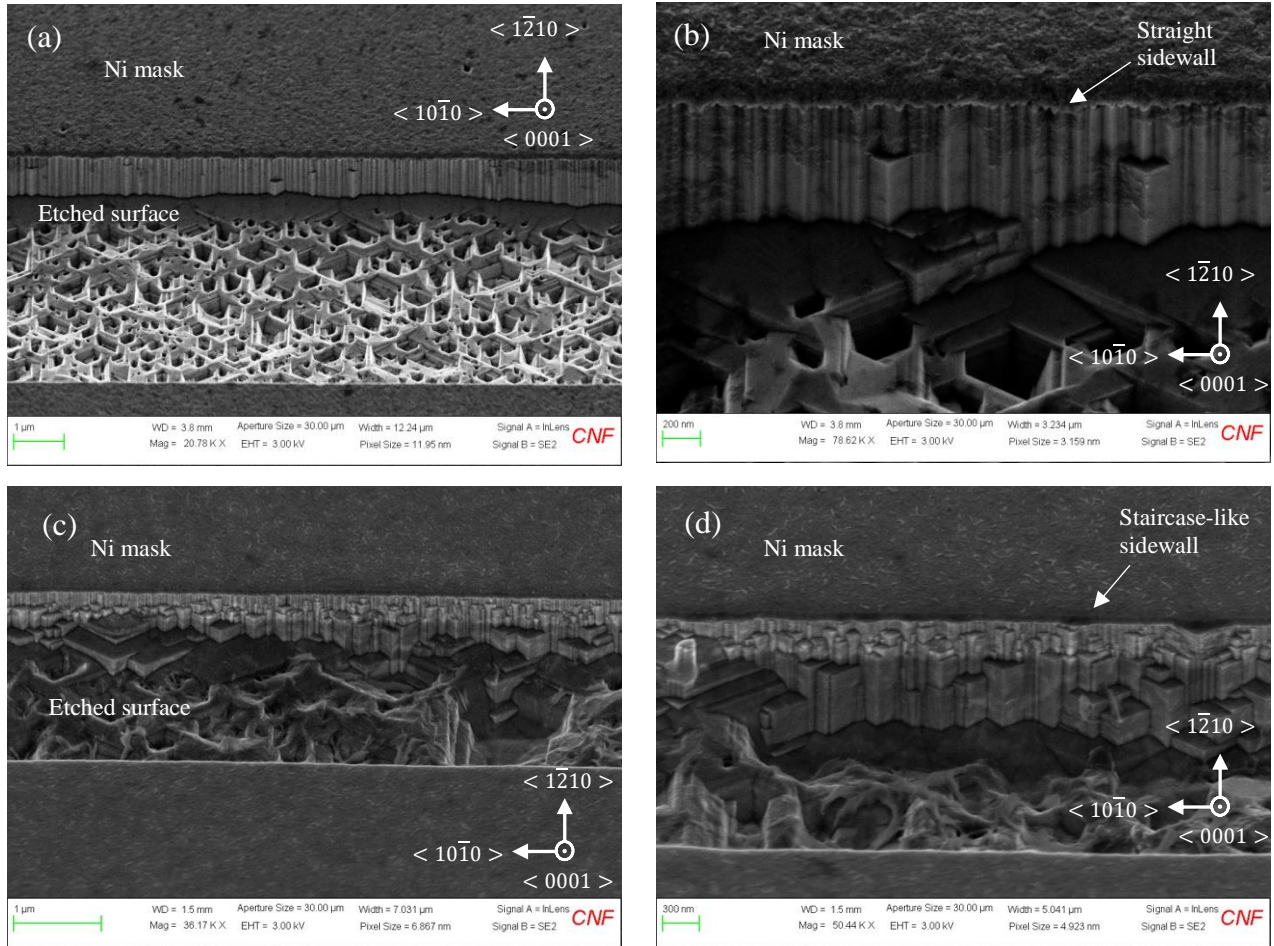 (a)
Ni mask
< 12̅10 >
< 101̅0 >
< 0001 >
Etched surface
1 µm
WD = 3.8 mm
Aperture Size = 30.00 µm
Width = 12.24 µm
Signal A = InLens
Mag = 20.78 K X
EHT = 3.00 kV
Pixel Size = 11.95 nm
Signal B = SE2
CNF
(b)
Ni mask
Straight
sidewall
< 12̅10 >
< 101̅0 >
< 0001 >
200 nm
WD = 3.8 mm
Aperture Size = 30.00 µm
Width = 3.234 µm
Signal A = InLens
Mag = 78.62 K X
EHT = 3.00 kV
Pixel Size = 3.159 nm
Signal B = SE2
CNF
(c)
Ni mask
Etched surface
< 12̅10 >
< 101̅0 >
< 0001 >
1 µm
WD = 1.5 mm
Aperture Size = 30.00 µm
Width = 7.031 µm
Signal A = InLens
Mag = 36.17 K X
EHT = 3.00 kV
Pixel Size = 6.867 nm
Signal B = SE2
CNF
(d)
Ni mask
Staircase-like
sidewall
< 12̅10 >
< 101̅0 >
< 0001 >
300 nm
WD = 1.5 mm
Aperture Size = 30.00 µm
Width = 5.041 µm
Signal A = InLens
Mag = 50.44 K X
EHT = 3.00 kV
Pixel Size = 4.923 nm
Signal B = SE2
CNF